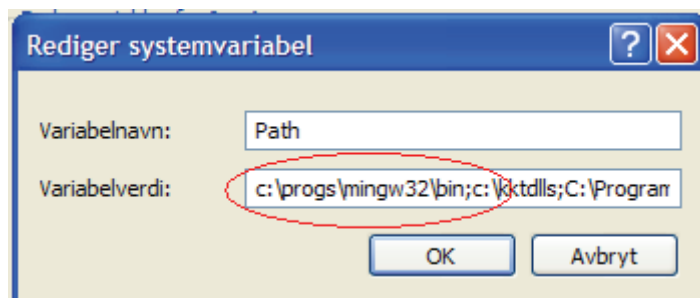 Rediger systemvariabel
Variabelnavn: Path
Variabelverdi: c:\progs\mingw32\bin;c:\kktdlls;C:\Program
OK Avbryt